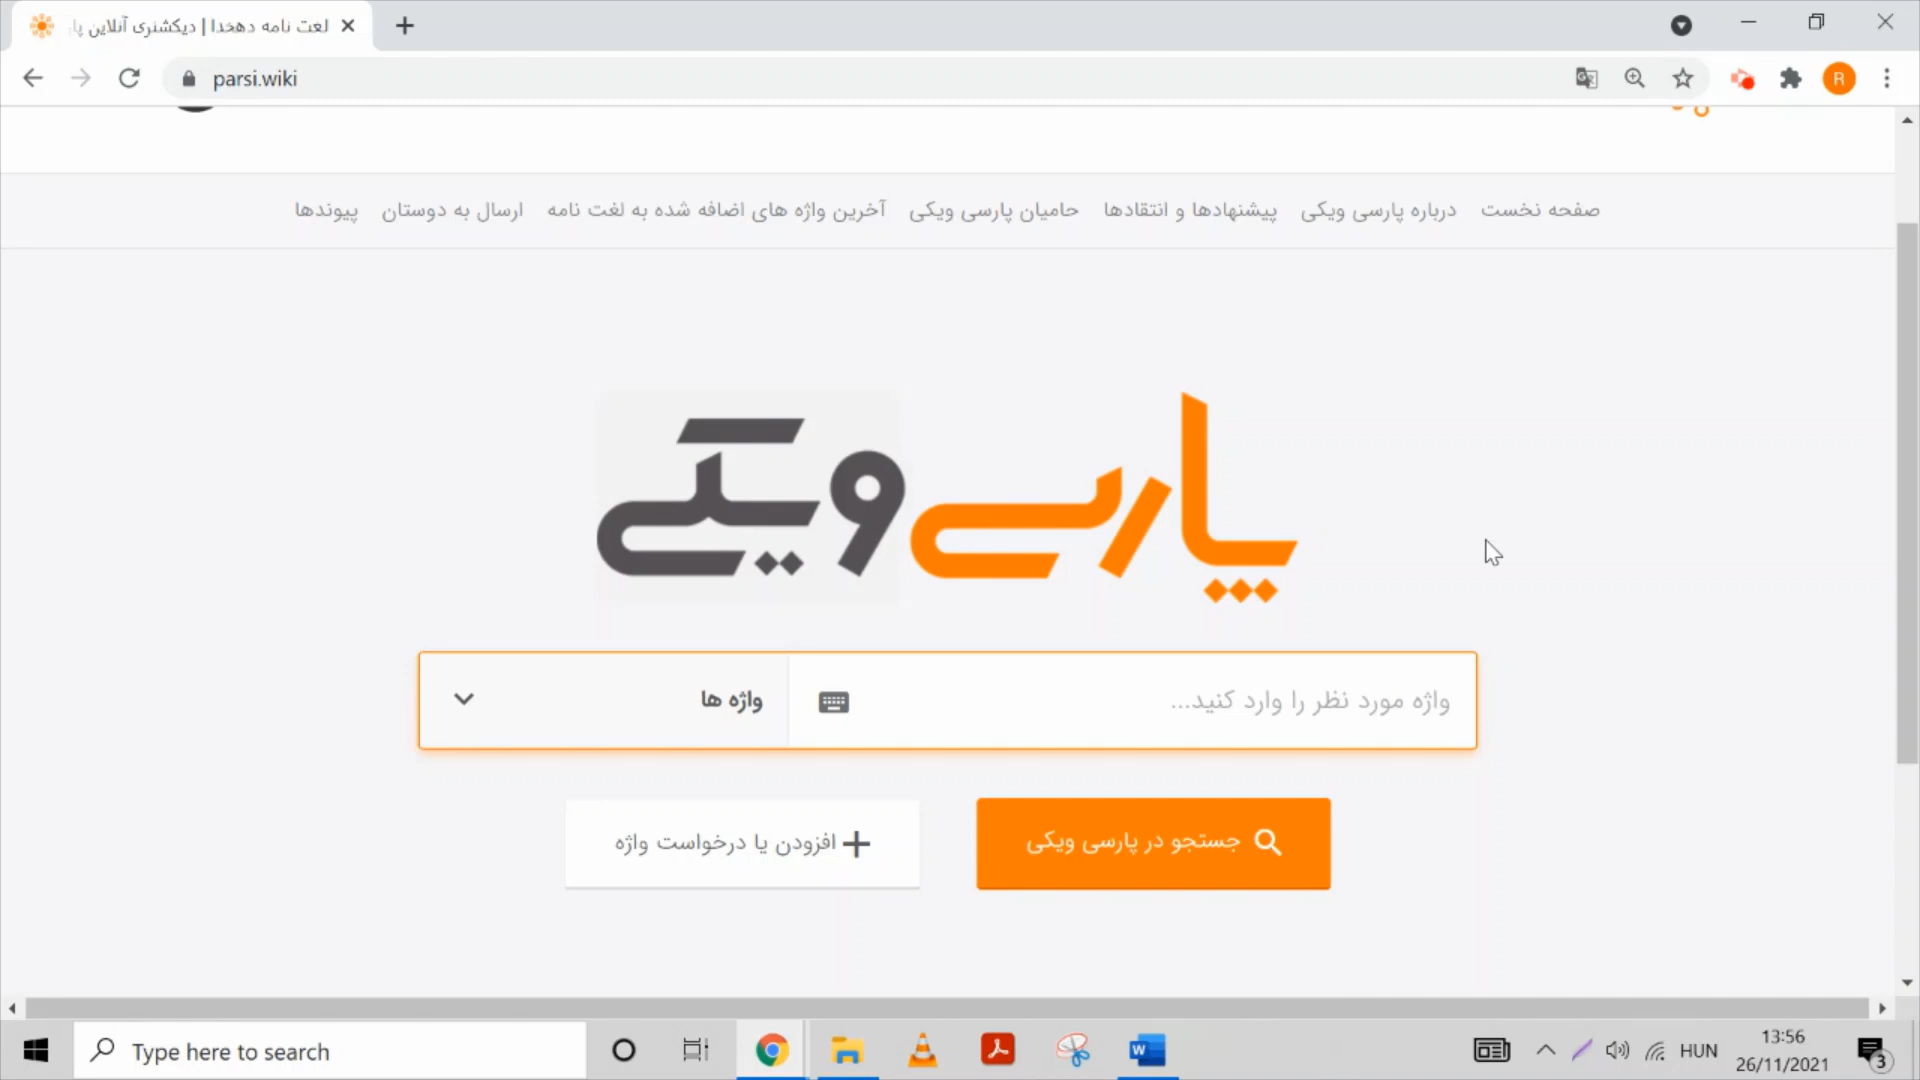 لغت نامه دهخدا | دیکشنری آنلاین پا
parsi.wiki
R
صفحه نخست درباره پارسی ویکی پیشنهادها و انتقادها حامیان پارسی ویکی آخرین واژه های اضافه شده به لغت نامه ارسال به دوستان پیوندها
پارسی ویکی
واژه مورد نظر را وارد کنید... واژه ها
جستجو در پارسی ویکی
افزودن یا درخواست واژه
Type here to search
HUN
13:56
26/11/2021
3